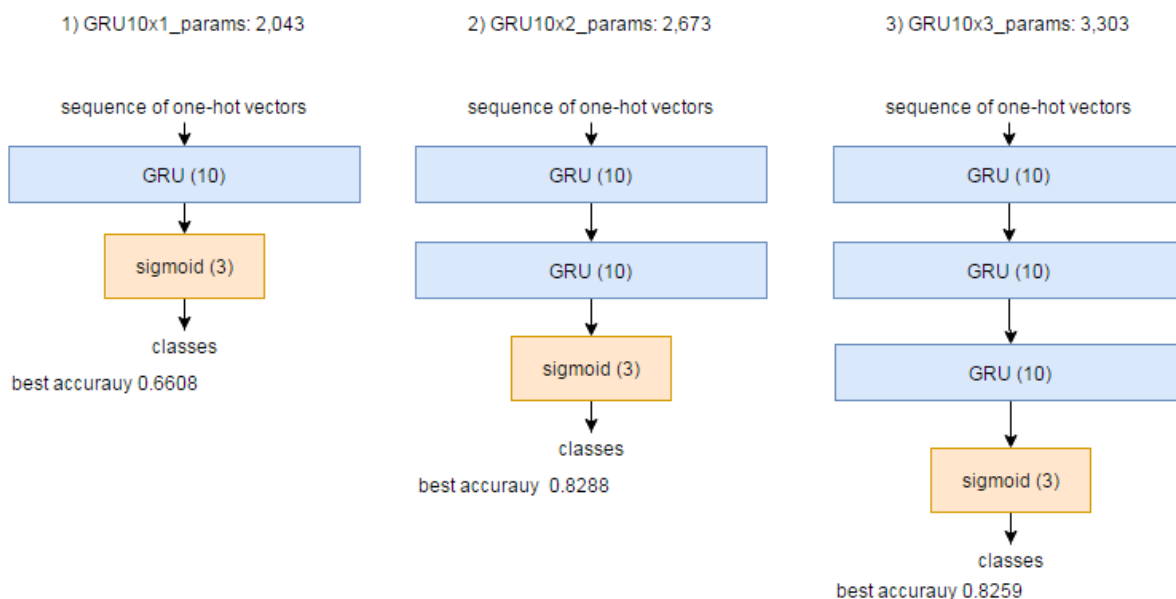 1) GRU10x1_params: 2,043
sequence of one-hot vectors
GRU (10)
sigmoid (3)
classes
best accurauy 0.6608
2) GRU10x2_params: 2,673
sequence of one-hot vectors
GRU (10)
GRU (10)
sigmoid (3)
classes
best accurauy 0.8288
3) GRU10x3_params: 3,303
sequence of one-hot vectors
GRU (10)
GRU (10)
GRU (10)
sigmoid (3)
classes
best accurauy 0.8259